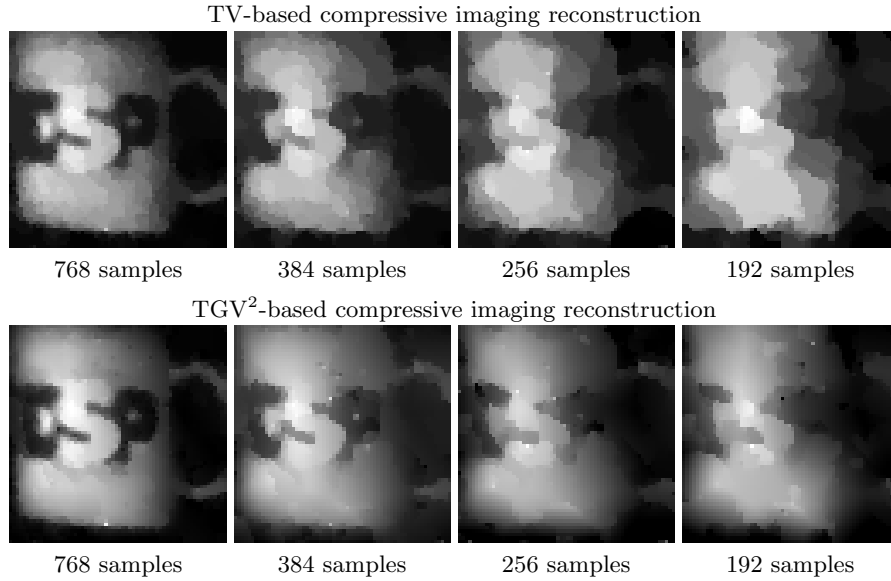 TV-based compressive imaging reconstruction
768 samples 384 samples 256 samples 192 samples
TGV²-based compressive imaging reconstruction
768 samples 384 samples 256 samples 192 samples